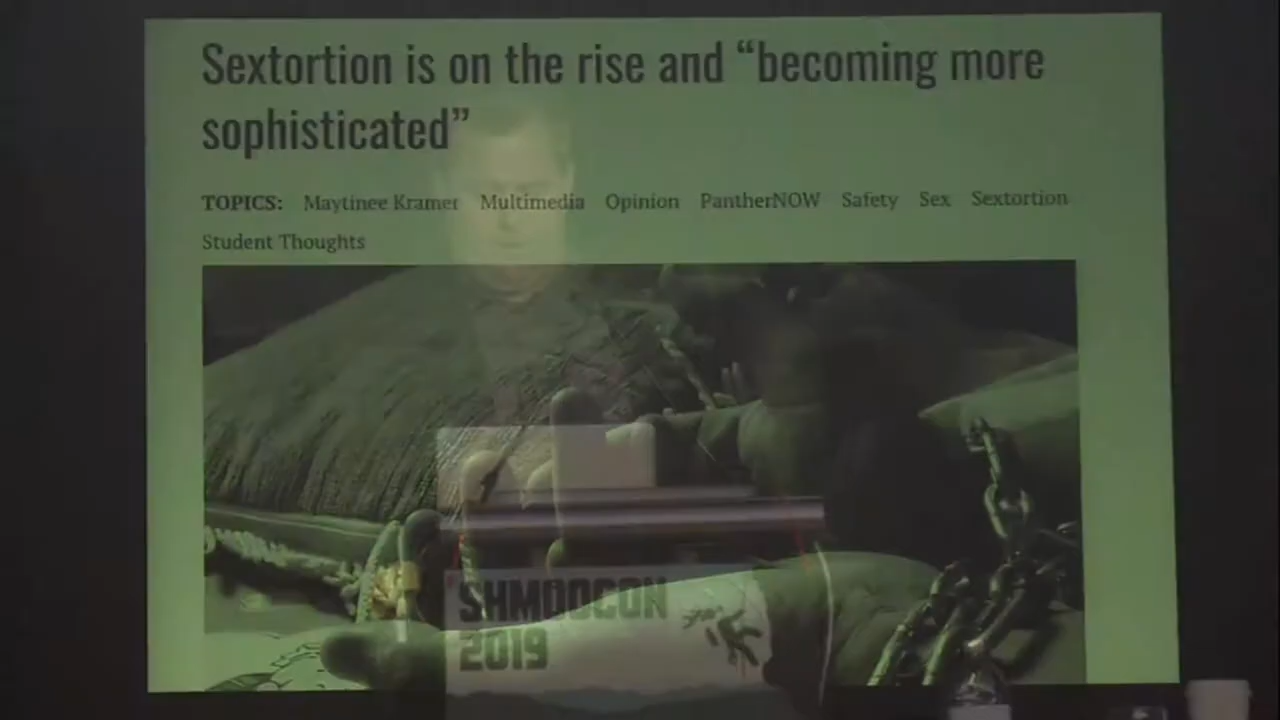 Sextortion is on the rise and “becoming more
sophisticated”
TOPICS: Maytinee Kramer Multimedia Opinion PantherNOW Safety Sex Sextortion
Student Thoughts
SHMOOCON
2019